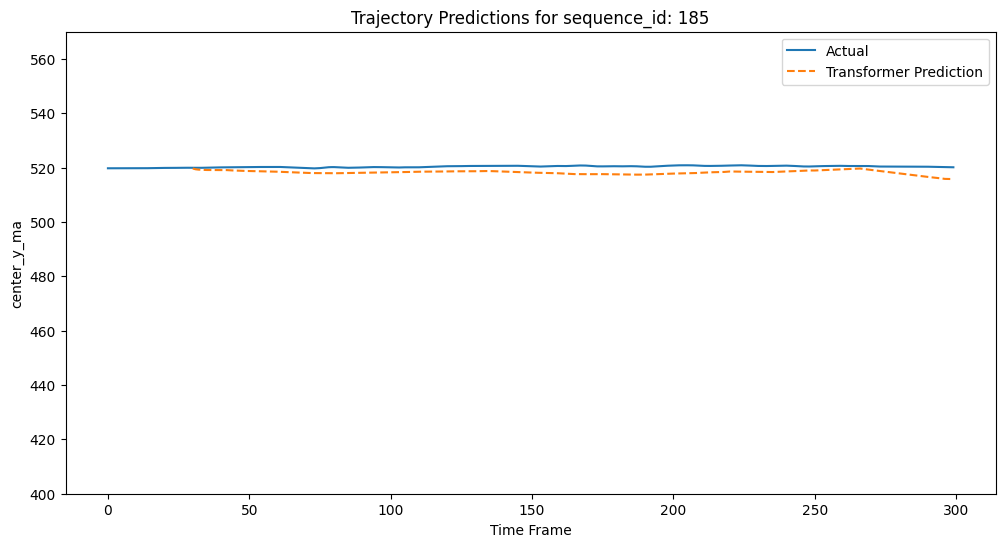 Trajectory Predictions for sequence_id: 185
Actual
Transformer Prediction
center_y_ma
560
540
520
500
480
460
440
420
400
0 50 100 150 200 250 300
Time Frame